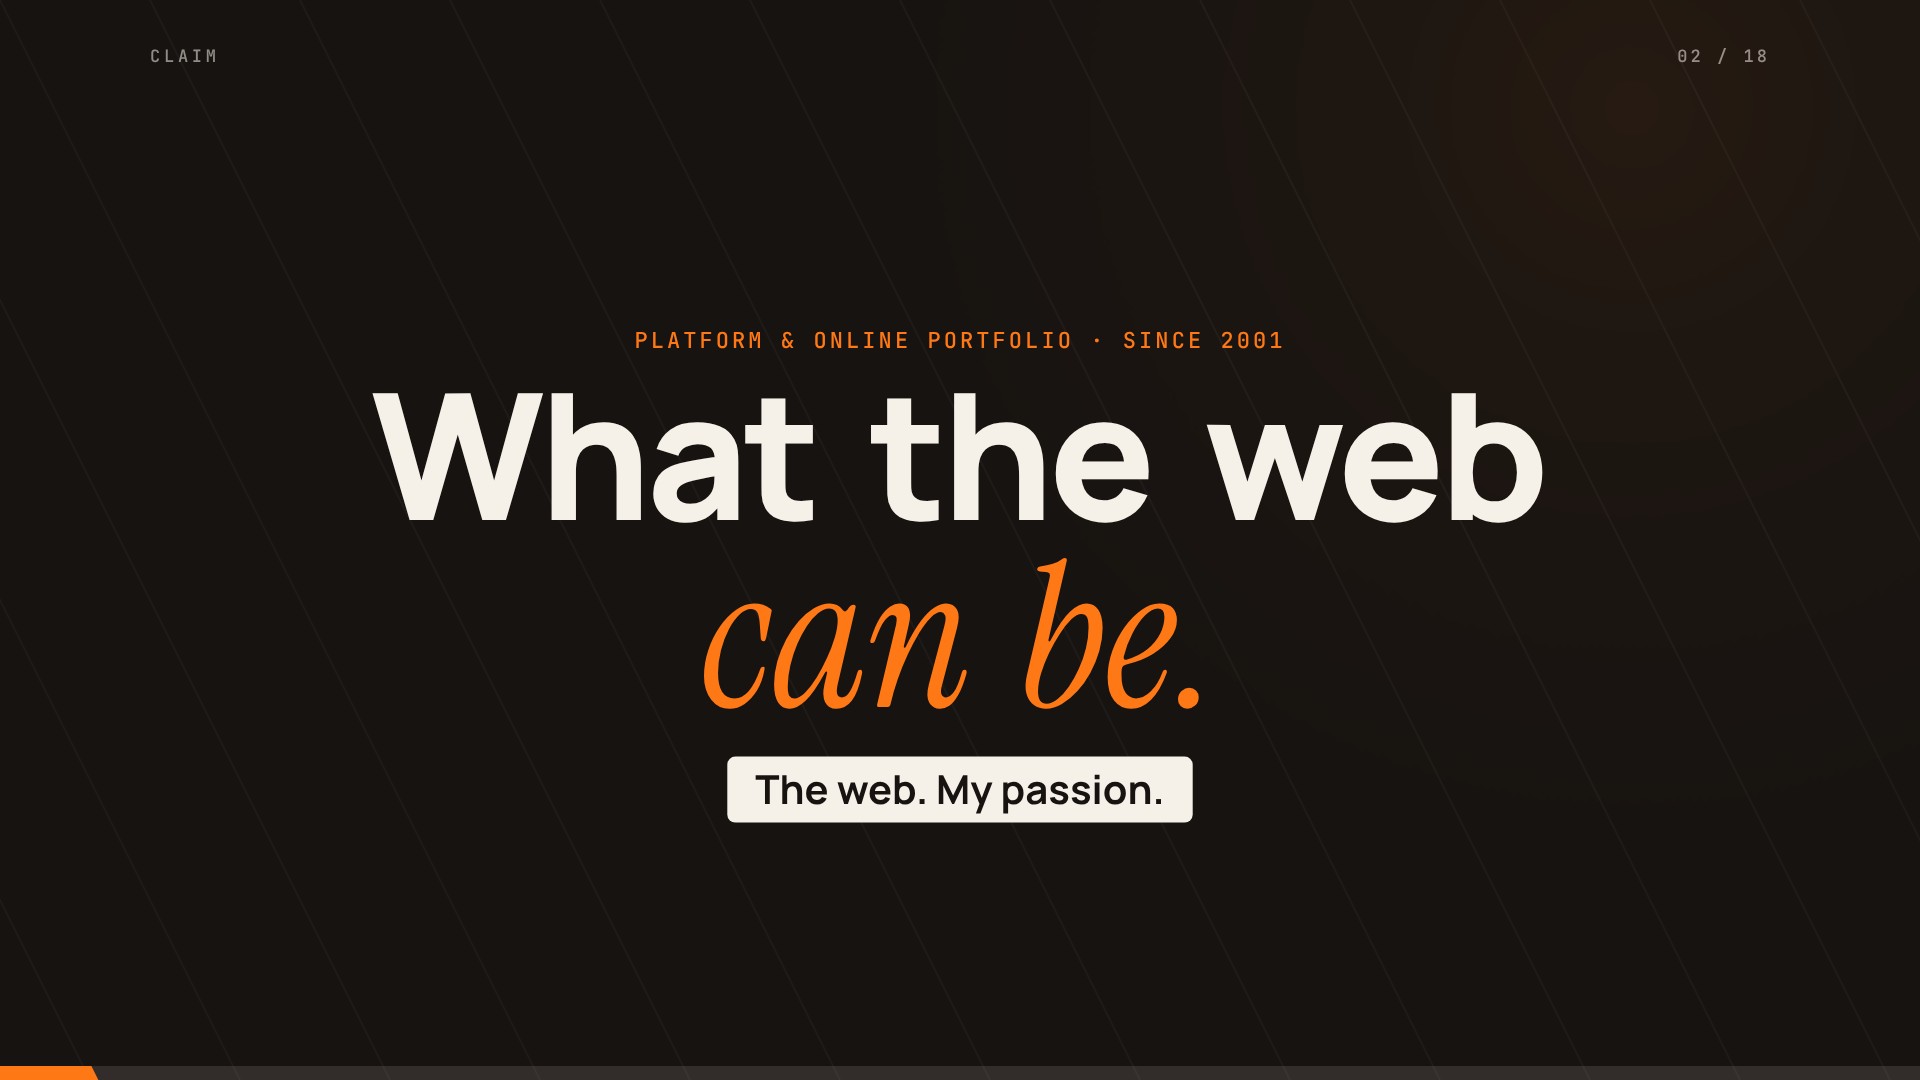 CLAIM
02 / 18
PLATFORM & ONLINE PORTFOLIO · SINCE 2001
What the web
can be.
The web. My passion.